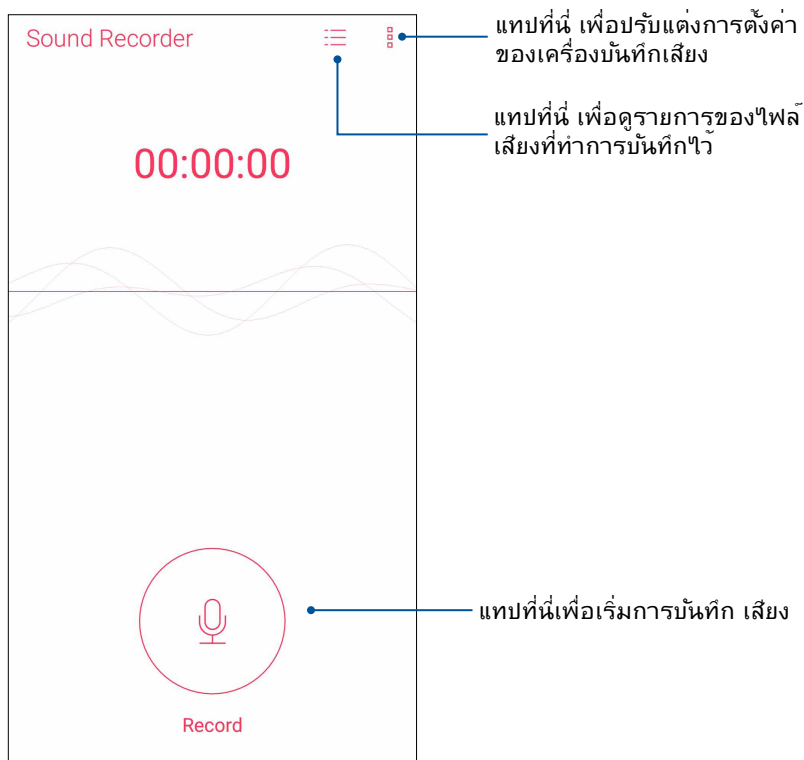 Sound Recorder
แทปที่นี่ เพื่อปรับแต่งการตั้งค่า
ของเครื่องบันทึกเสียง
แทปที่นี่ เพื่อดูรายการของไฟล์
เสียงที่ทำการบันทึกไว้
00:00:00
แทปที่นี่เพื่อเริ่มการบันทึก เสียง
Record